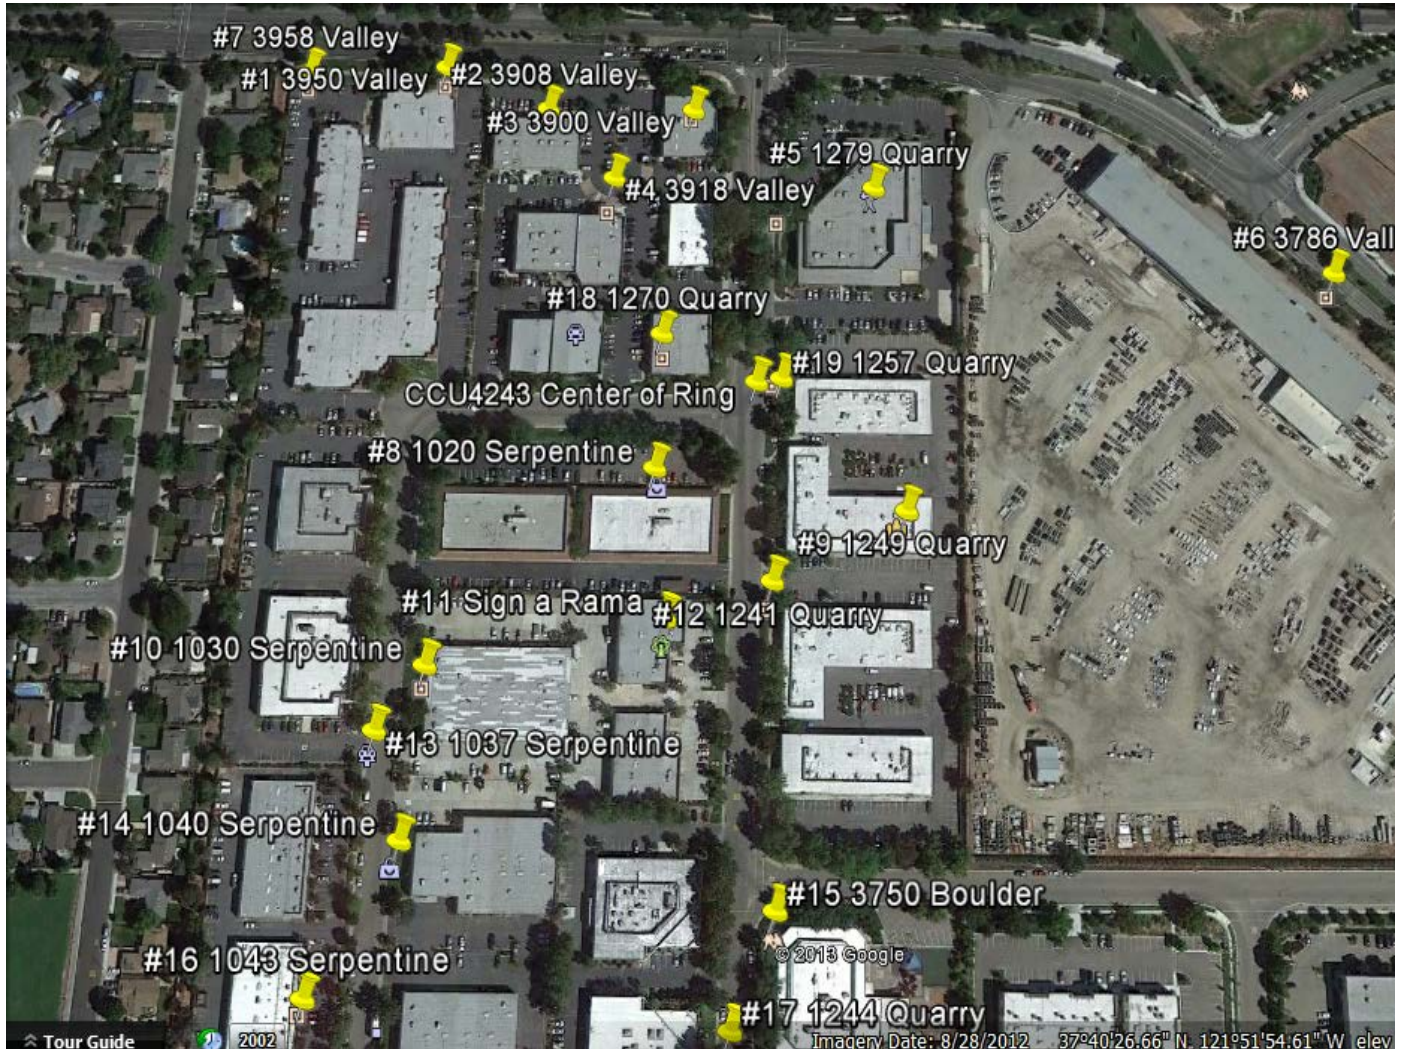 #7 3958 Valley
#1 3950 Valley
#2 3908 Valley
#3 3900 Valley
#5 1279 Quarry
#4 3918 Valley
#6 3786 Vall
#18 1270 Quarry
#19 1257 Quarry
CCU4243 Center of Ring
#8 1020 Serpentine
#9 1249 Quarry
#11 Sign a Rama
#12 1241 Quarry
#10 1030 Serpentine
#13 1037 Serpentine
#14 1040 Serpentine
#15 3750 Boulder
© 2013 Google
#16 1043 Serpentine
#17 1244 Quarry
Tour Guide
2002
Imagery Date: 8/28/2012 37°40'26.66" N 121°51'54.61" W elev